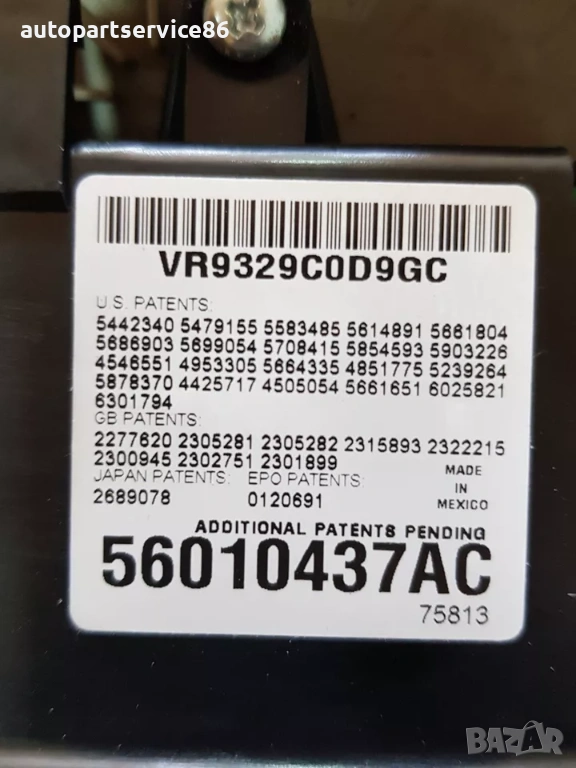 autopartservice86
VR9329C0D9GC
U.S. PATENTS:
5442340 5479155 5583485 5614891 5661804
5686903 5699054 5708415 5854593 5903226
4546551 4953305 5664335 4851775 5239264
5878370 4425717 4505054 5661651 6025821
6301794
GB PATENTS:
2277620 2305281 2305282 2315893 2322215
2300945 2302751 2301899
JAPAN PATENTS: EPO PATENTS:
2689078 0120691
MADE
IN
MEXICO
ADDITIONAL PATENTS PENDING
56010437AC
75813
BAZAR